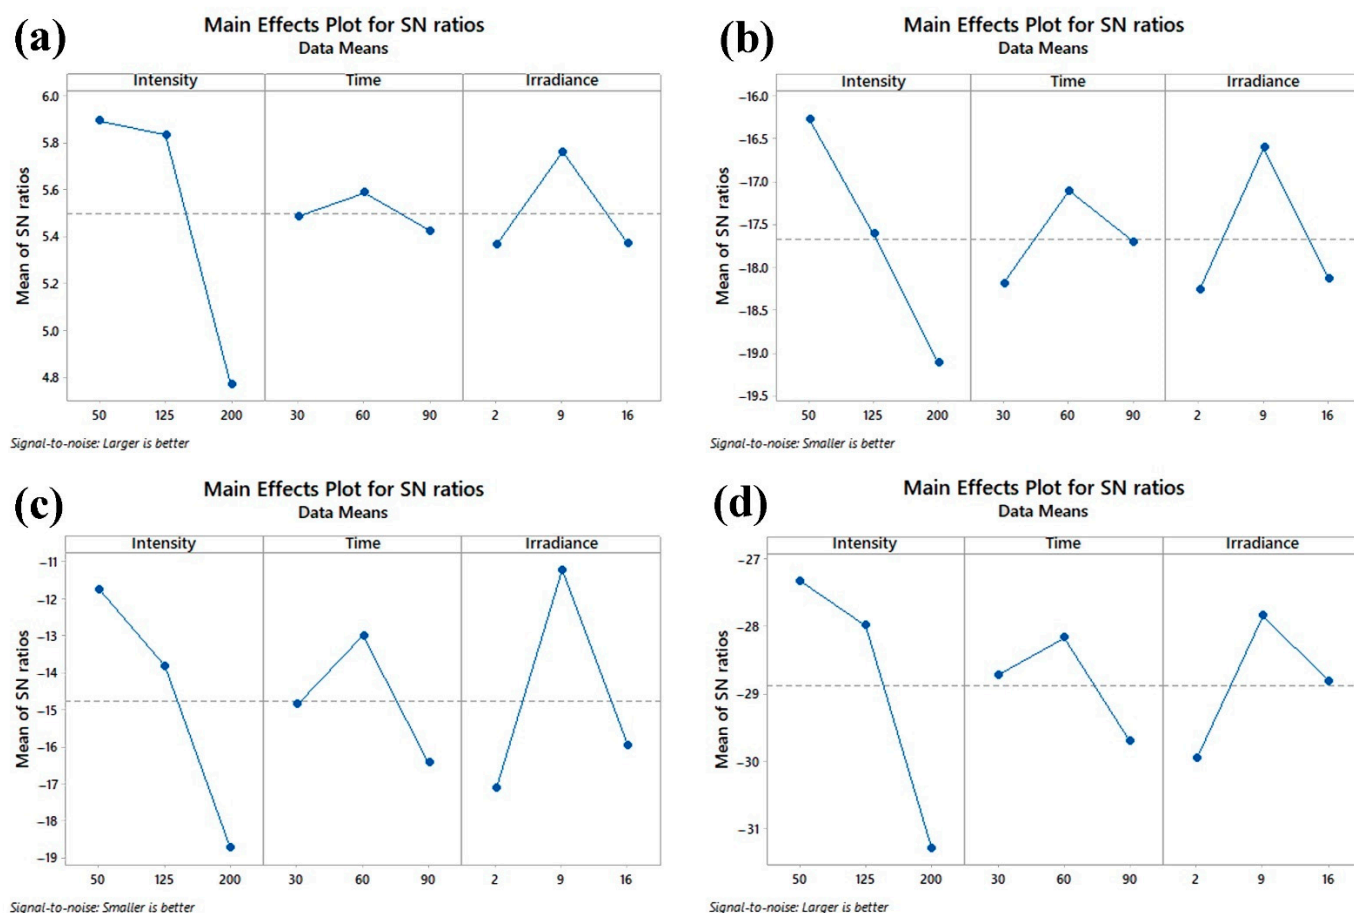 (a)
Main Effects Plot for SN ratios
Data Means
Intensity Time Irradiance
Mean of SN ratios
6.0
5.8
5.6
5.4
5.2
5.0
4.8
50 125 200 30 60 90 2 9 16
Signal-to-noise: Larger is better
(b)
Main Effects Plot for SN ratios
Data Means
Intensity Time Irradiance
Mean of SN ratios
−16.0
−16.5
−17.0
−17.5
−18.0
−18.5
−19.0
−19.5
50 125 200 30 60 90 2 9 16
Signal-to-noise: Smaller is better
(c)
Main Effects Plot for SN ratios
Data Means
Intensity Time Irradiance
Mean of SN ratios
−11
−12
−13
−14
−15
−16
−17
−18
−19
50 125 200 30 60 90 2 9 16
Signal-to-noise: Smaller is better
(d)
Main Effects Plot for SN ratios
Data Means
Intensity Time Irradiance
Mean of SN ratios
−27
−28
−29
−30
−31
50 125 200 30 60 90 2 9 16
Signal-to-noise: Larger is better